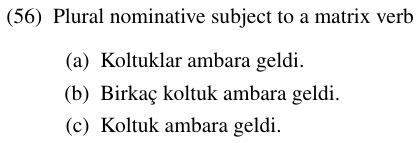 (56) Plural nominative subject to a matrix verb
(a) Koltuklar ambara geldi.
(b) Birkaç koltuk ambara geldi.
(c) Koltuk ambara geldi.